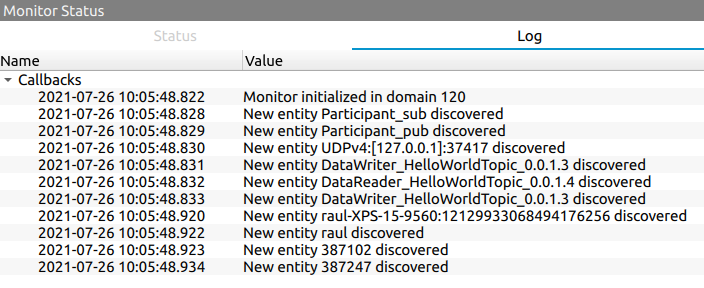 Monitor Status
Status Log
Name Value
Callbacks
2021-07-26 10:05:48.822 Monitor initialized in domain 120
2021-07-26 10:05:48.828 New entity Participant_sub discovered
2021-07-26 10:05:48.829 New entity Participant_pub discovered
2021-07-26 10:05:48.830 New entity UDPv4:[127.0.0.1]:37417 discovered
2021-07-26 10:05:48.831 New entity DataWriter_HelloWorldTopic_0.0.1.3 discovered
2021-07-26 10:05:48.832 New entity DataReader_HelloWorldTopic_0.0.1.4 discovered
2021-07-26 10:05:48.833 New entity DataWriter_HelloWorldTopic_0.0.1.3 discovered
2021-07-26 10:05:48.920 New entity raul-XPS-15-9560:12129933068494176256 discovered
2021-07-26 10:05:48.922 New entity raul discovered
2021-07-26 10:05:48.923 New entity 387102 discovered
2021-07-26 10:05:48.934 New entity 387247 discovered